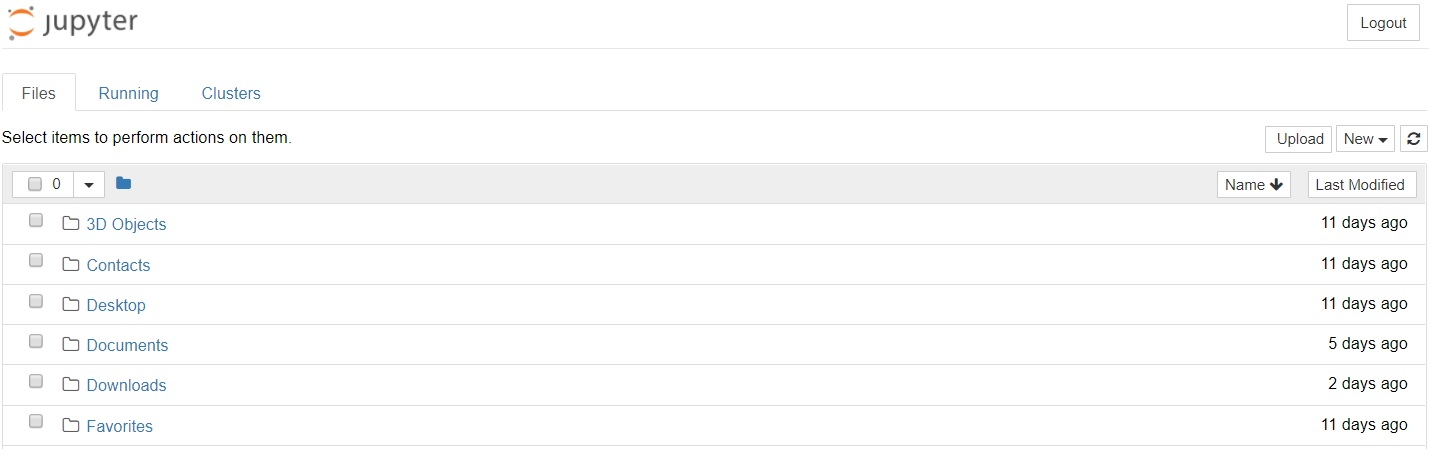 jupyter Logout
Files Running Clusters
Select items to perform actions on them. Upload New
0 Name Last Modified
3D Objects 11 days ago
Contacts 11 days ago
Desktop 11 days ago
Documents 5 days ago
Downloads 2 days ago
Favorites 11 days ago